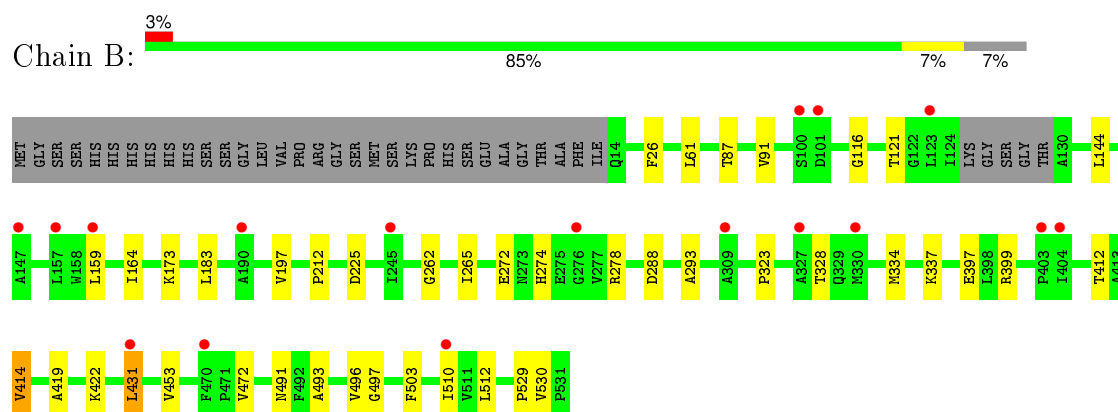 3%
Chain B:
85% 7% 7%
MET GLY SER SER HIS HIS HIS HIS HIS HIS SER SER GLY LEU VAL PRO ARG GLY SER MET SER LYS PRO HIS SER GLU ALA GLY THR ALA PHE ILE Q14 F26 L61 T87 V91 S100 D101 G116 T121 G122 L123 I124 LYS GLY SER GLY THR A130 L144
A147 L157 W158 L159 I164 K173 L183 A190 V197 P212 D225 I245 G262 I265 E272 N273 H274 E275 G276 V277 R278 D288 A293 A309 P323 A327 T328 Q329 M330 M334 K337 E397 L398 R399 P403 I404 T412 A413
V414 A419 K422 L431 V453 F470 P471 V472 N491 F492 A493 V496 G497 F503 I510 V511 L512 P529 V530 P531